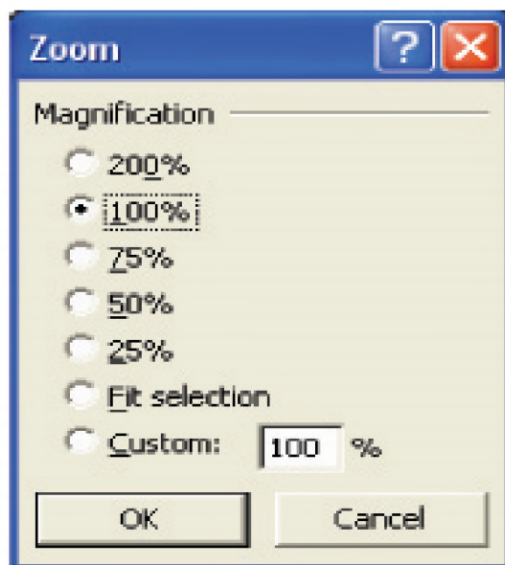 Zoom ?
Magnification
200%
100%
75%
50%
25%
Fit selection
Custom: 100 %
OK Cancel